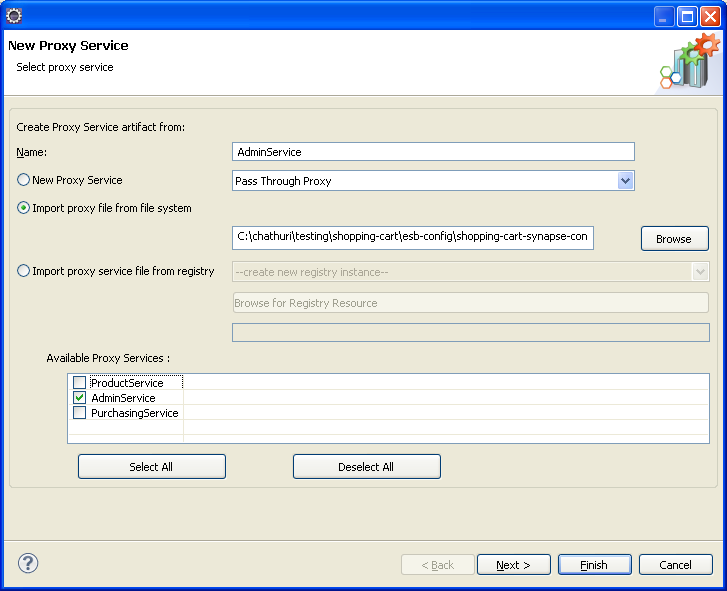 New Proxy Service
Select proxy service
Create Proxy Service artifact from:
Name:
AdminService
New Proxy Service
Pass Through Proxy
Import proxy file from file system
C:\chathuri\testing\shopping-cart\esb-config\shopping-cart-synapse-con
Browse
Import proxy service file from registry
--create new registry instance--
Browse for Registry Resource
Available Proxy Services :
ProductService
AdminService
PurchasingService
Select All
Deselect All
?
< Back
Next >
Finish
Cancel